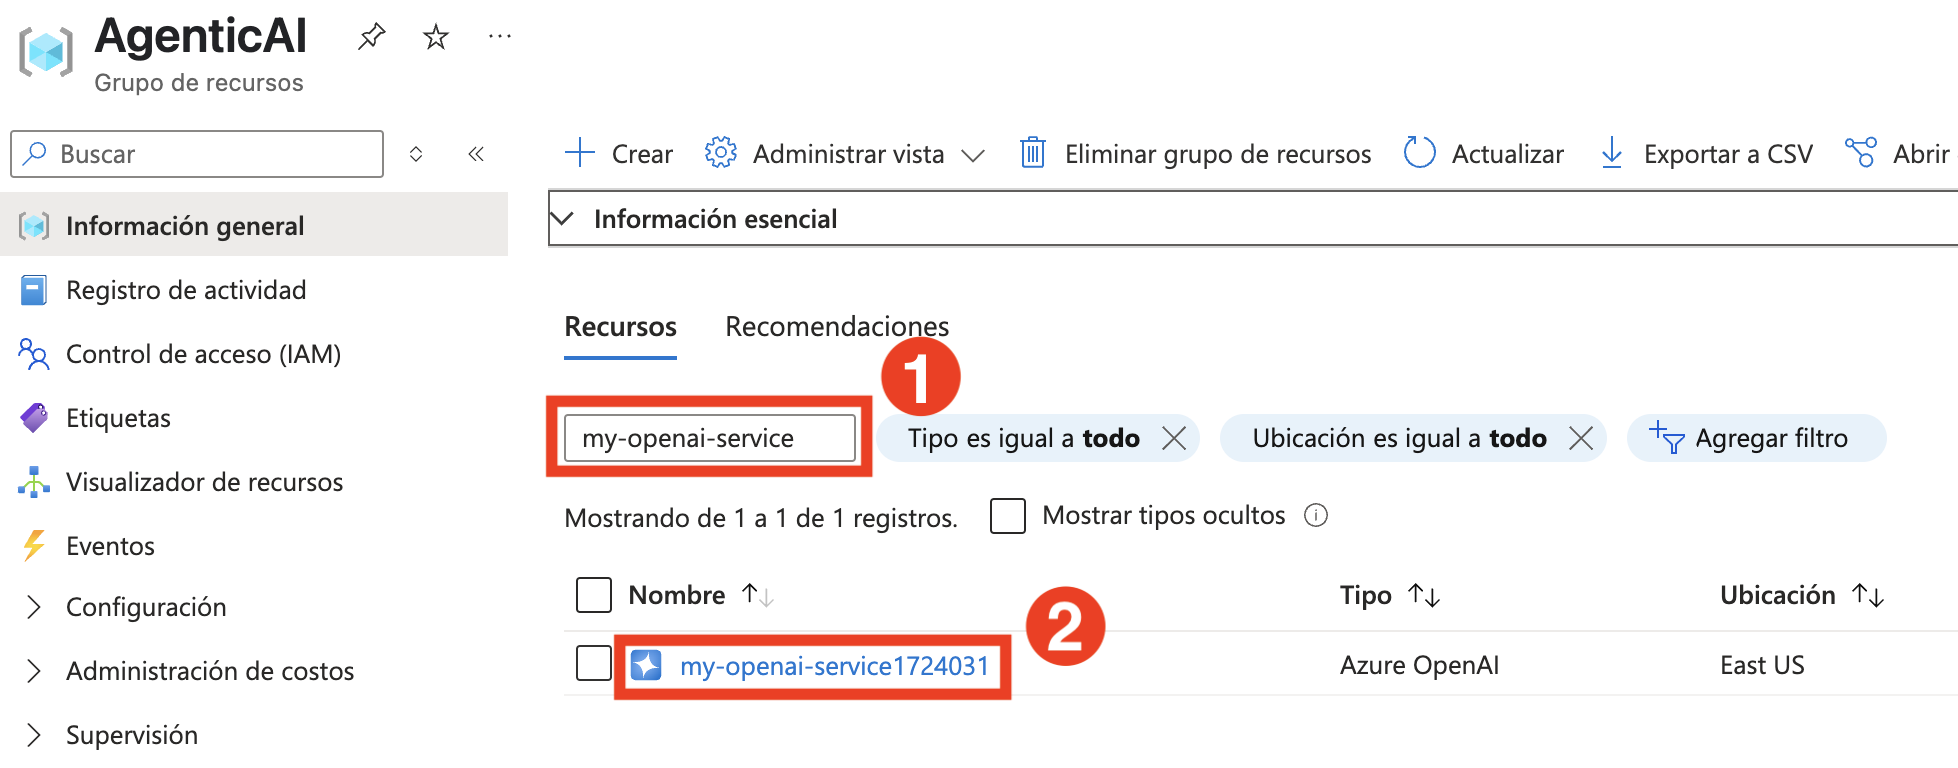 AgenticAI
Grupo de recursos
Buscar
Crear Administrar vista Eliminar grupo de recursos Actualizar Exportar a CSV Abrir
Información general
Información esencial
Registro de actividad
Recursos Recomendaciones
Control de acceso (IAM)
1
Etiquetas
my-openai-service Tipo es igual a todo Ubicación es igual a todo Agregar filtro
Visualizador de recursos
Mostrando de 1 a 1 de 1 registros. Mostrar tipos ocultos
Eventos
Nombre Tipo Ubicación
Configuración
2
my-openai-service1724031 Azure OpenAI East US
Administración de costos
Supervisión